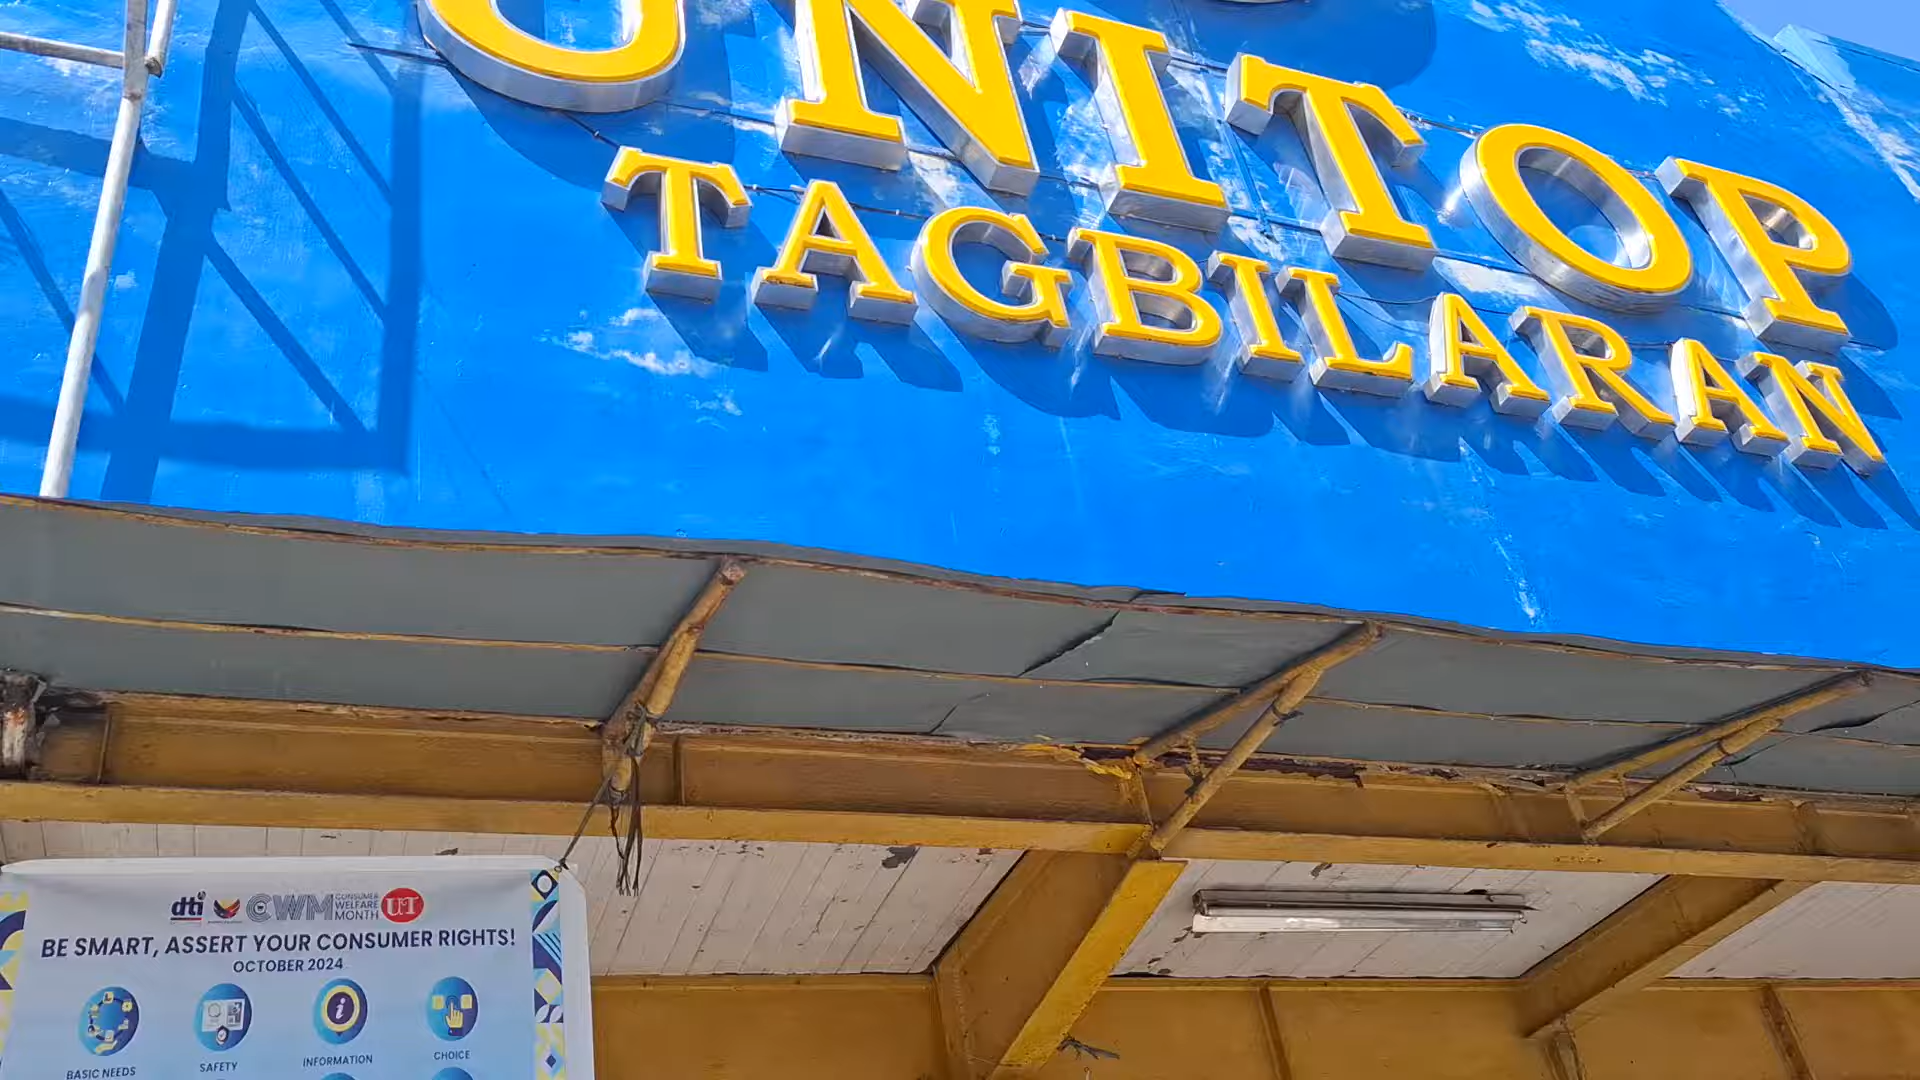 UNITOP
TAGBILARAN
dti CWM CONSUMER WELFARE MONTH UT
BE SMART, ASSERT YOUR CONSUMER RIGHTS!
OCTOBER 2024
BASIC NEEDS
SAFETY
INFORMATION
CHOICE